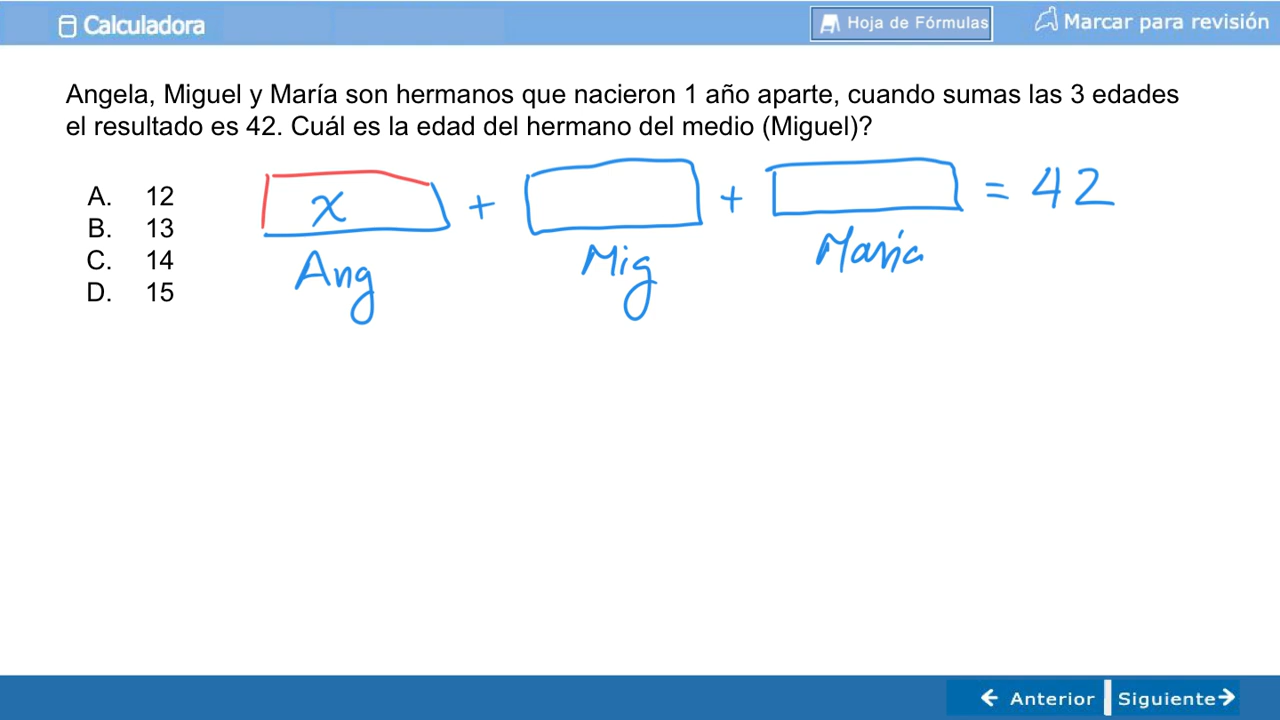 Calculadora
Hoja de Fórmulas
Marcar para revisión
Angela, Miguel y María son hermanos que nacieron 1 año aparte, cuando sumas las 3 edades
el resultado es 42. Cuál es la edad del hermano del medio (Miguel)?
A. 12
B. 13
C. 14
D. 15
x + + = 42
Ang Mig Maria
Anterior
Siguiente